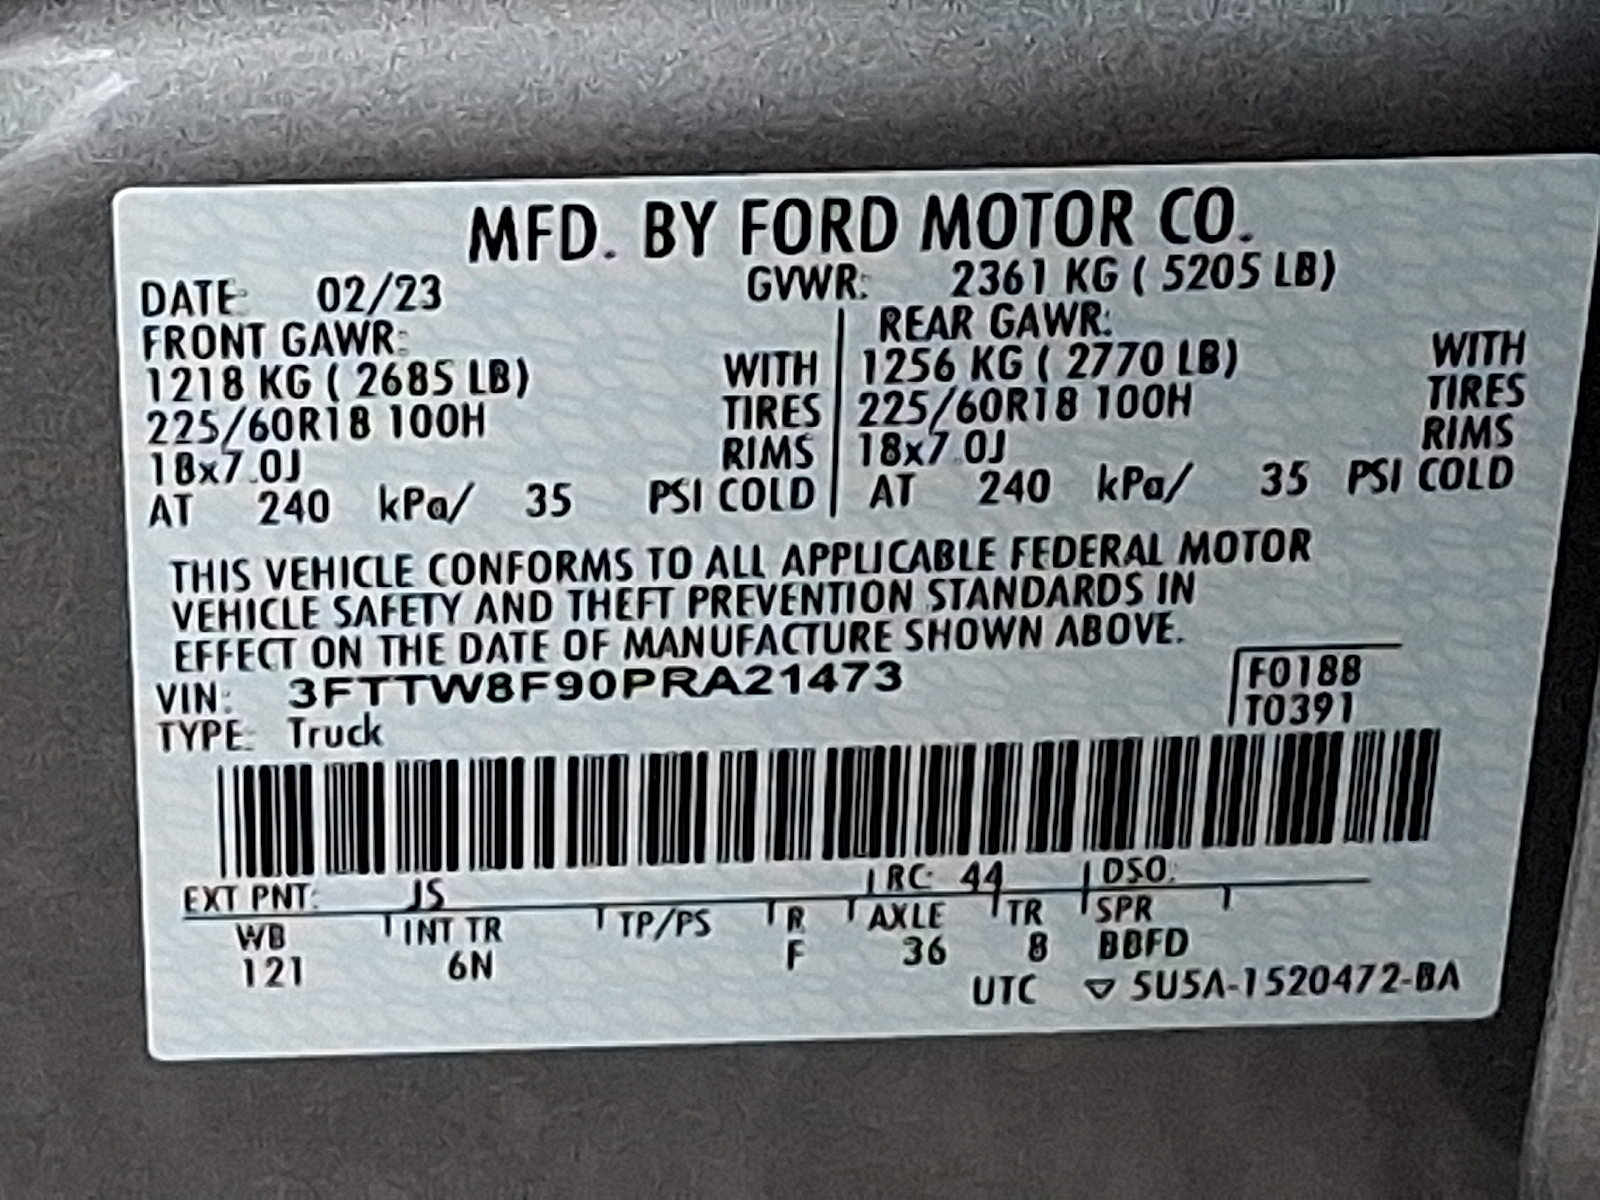 MFD. BY FORD MOTOR CO.
DATE: 02/23 GVWR: 2361 KG ( 5205 LB)
FRONT GAWR: REAR GAWR:
1218 KG ( 2685 LB) WITH 1256 KG ( 2770 LB) WITH
225/60R18 100H TIRES 225/60R18 100H TIRES
18x7.0J RIMS 18x7.0J RIMS
AT 240 kPa/ 35 PSI COLD AT 240 kPa/ 35 PSI COLD
THIS VEHICLE CONFORMS TO ALL APPLICABLE FEDERAL MOTOR
VEHICLE SAFETY AND THEFT PREVENTION STANDARDS IN
EFFECT ON THE DATE OF MANUFACTURE SHOWN ABOVE.
VIN: 3FTTW8F90PRA21473 F0188
TYPE: Truck T0391
EXT PNT: JS RC: 44 DSO:
WB INT TR TP/PS R AXLE TR SPR
121 6N F 36 8 BBFD
UTC ▽ 5U5A-1520472-BA